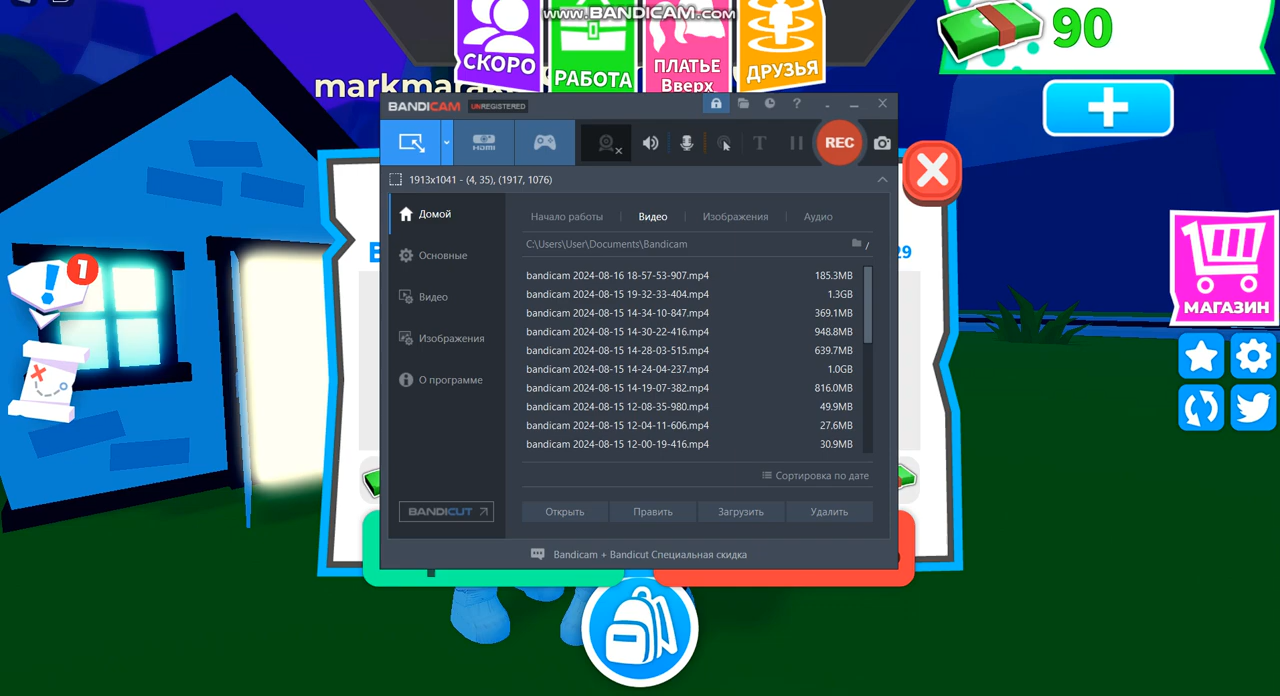 www.BANDICAM.com
СКОРО
РАБОТА
ПЛАТЬЕ
Вверх
ДРУЗЬЯ
90
BANDICAM UNREGISTERED
?
HDMI
T
REC
1913x1041 - (4, 35), (1917, 1076)
Домой
Основные
Видео
Изображения
О программе
BANDICUT
Начало работы
Видео
Изображения
Аудио
C:\Users\User\Documents\Bandicam
bandicam 2024-08-16 18-57-53-907.mp4 185.3MB
bandicam 2024-08-15 19-32-33-404.mp4 1.3GB
bandicam 2024-08-15 14-34-10-847.mp4 369.1MB
bandicam 2024-08-15 14-30-22-416.mp4 948.8MB
bandicam 2024-08-15 14-28-03-515.mp4 639.7MB
bandicam 2024-08-15 14-24-04-237.mp4 1.0GB
bandicam 2024-08-15 14-19-07-382.mp4 816.0MB
bandicam 2024-08-15 12-08-35-980.mp4 49.9MB
bandicam 2024-08-15 12-04-11-606.mp4 27.6MB
bandicam 2024-08-15 12-00-19-416.mp4 30.9MB
Сортировка по дате
Открыть
Править
Загрузить
Удалить
Bandicam + Bandicut Специальная скидка
1
29
МАГАЗИН